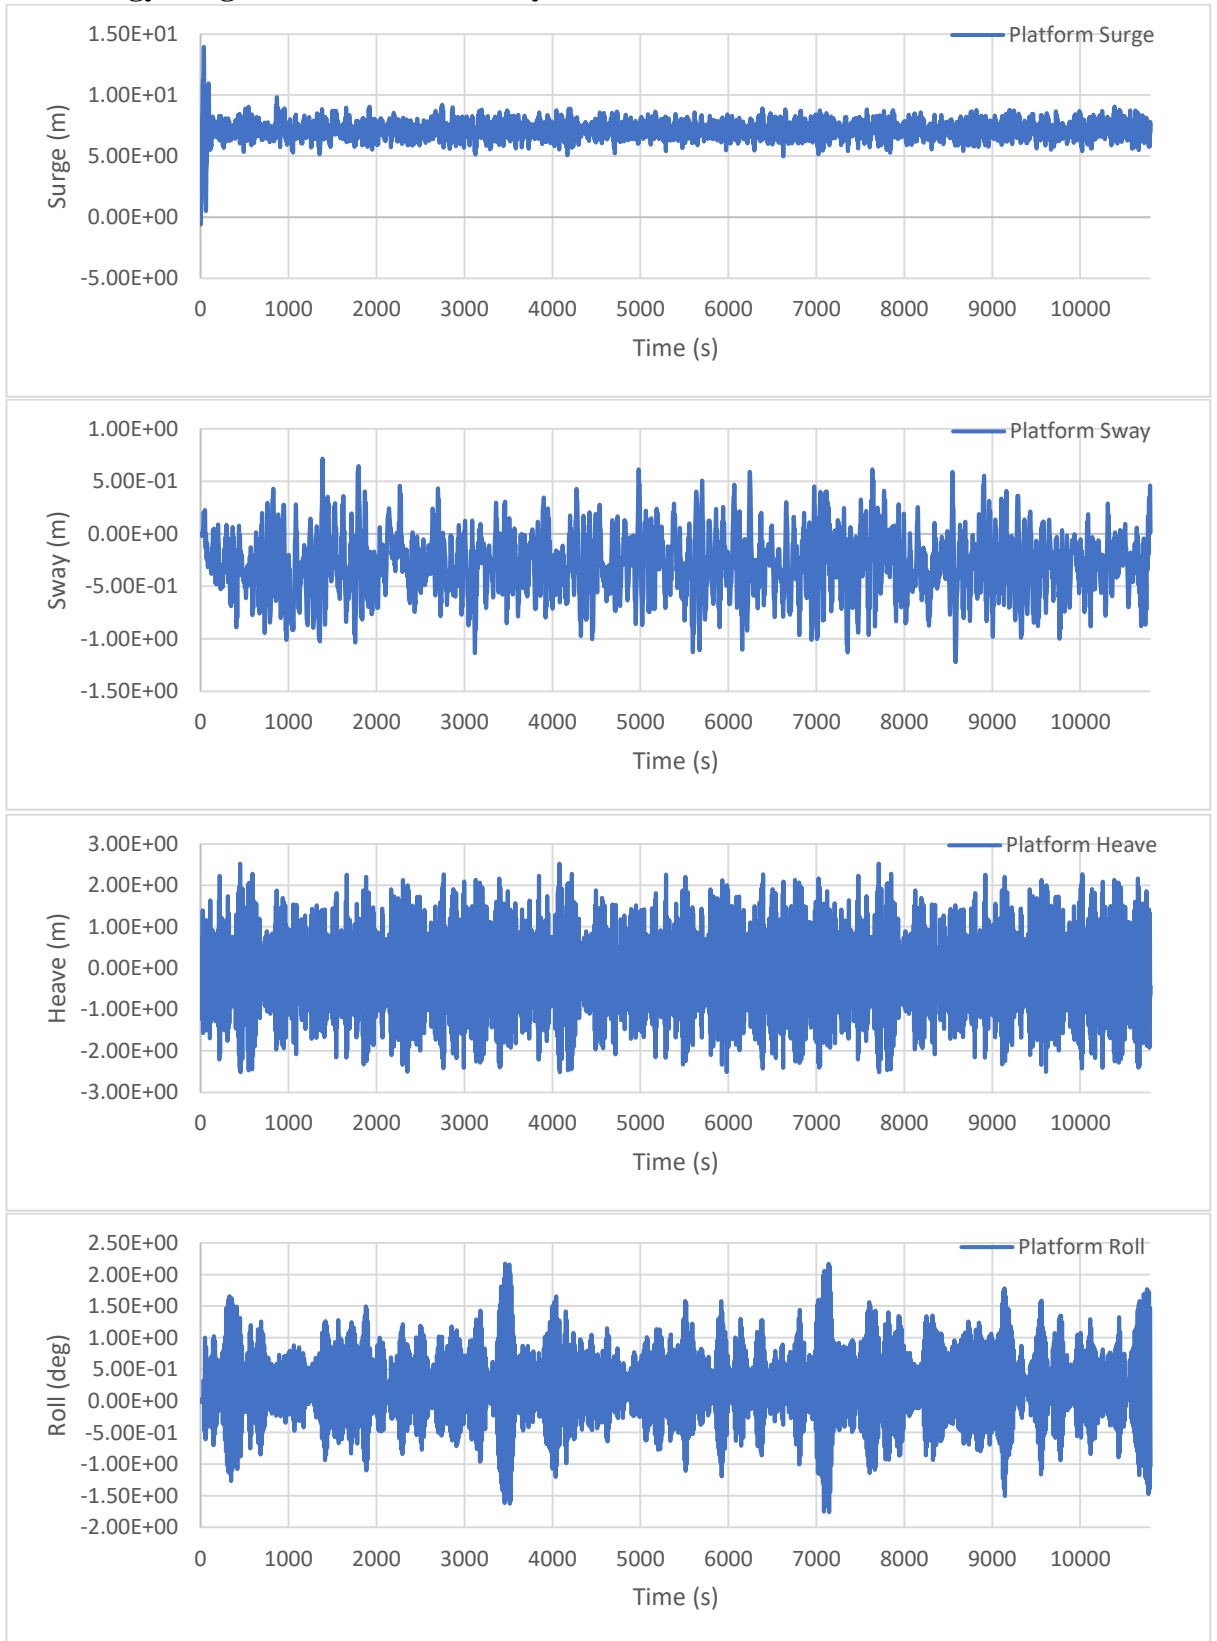 1.50E+01
Platform Surge
1.00E+01
5.00E+00
0.00E+00
-5.00E+00
Surge (m)
0 1000 2000 3000 4000 5000 6000 7000 8000 9000 10000
Time (s)
1.00E+00
Platform Sway
5.00E-01
0.00E+00
-5.00E-01
-1.00E+00
-1.50E+00
Sway (m)
0 1000 2000 3000 4000 5000 6000 7000 8000 9000 10000
Time (s)
3.00E+00
Platform Heave
2.00E+00
1.00E+00
0.00E+00
-1.00E+00
-2.00E+00
-3.00E+00
Heave (m)
0 1000 2000 3000 4000 5000 6000 7000 8000 9000 10000
Time (s)
2.50E+00
Platform Roll
2.00E+00
1.50E+00
1.00E+00
5.00E-01
0.00E+00
-5.00E-01
-1.00E+00
-1.50E+00
-2.00E+00
Roll (deg)
0 1000 2000 3000 4000 5000 6000 7000 8000 9000 10000
Time (s)